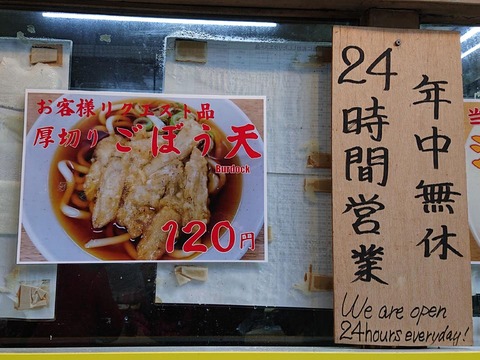 お客様リクエスト品
厚切りごぼう天
Burdock
120円
年中無休
24時間営業
We are open
24hours everyday!